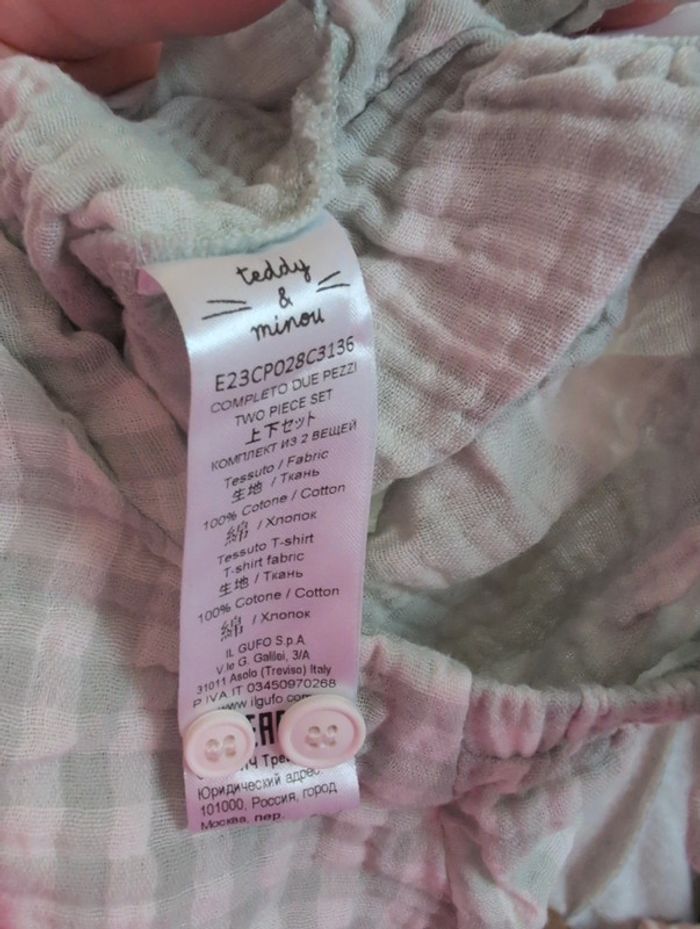 teddy
&
minou
E23CP028C3136
COMPLETO DUE PEZZI
TWO PIECE SET
上下セット
КОМПЛЕКТ ИЗ 2 ВЕЩЕЙ
Tessuto / Fabric
生地 / Ткань
100% Cotone / Cotton
綿 / Хлопок
Tessuto T-shirt
T-shirt fabric
生地 / Ткань
100% Cotone / Cotton
綿 / Хлопок
IL GUFO S.p.A.
V.le G. Galilei, 3/A
31011 Asolo (Treviso) Italy
P.IVA IT 03450970268
www.ilgufo.com
Юридический адрес:
101000, Россия, город
Москва, пер.